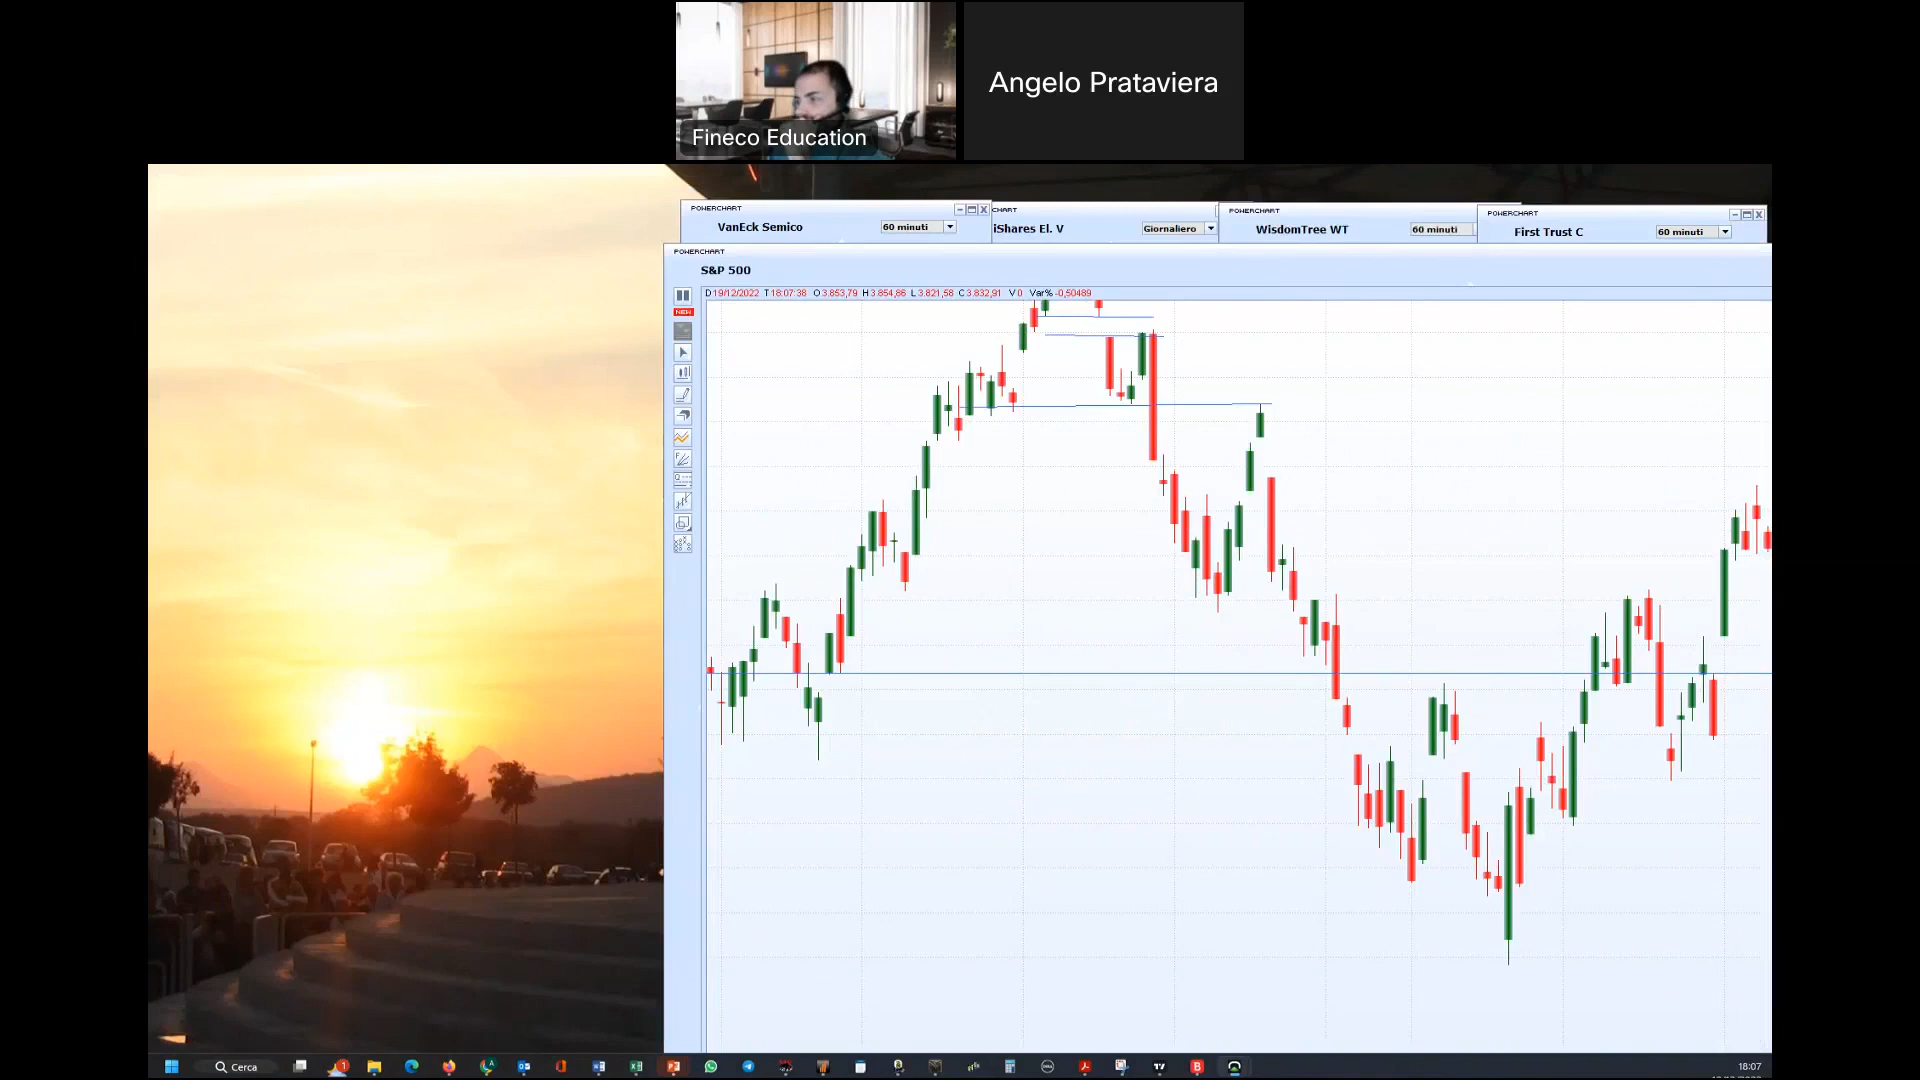 Fineco Education
Angelo Prataviera
POWERCHART
VanEck Semico
60 minuti
CHART
iShares El. V
Giornaliero
POWERCHART
WisdomTree WT
60 minuti
POWERCHART
First Trust C
60 minuti
POWERCHART
S&P 500
D 19/12/2022 T 18:07:38 O 3.853,79 H 3.854,86 L 3.821,58 C 3.832,91 V 0 Var% -0,50489
NEW
Cerca
18:07